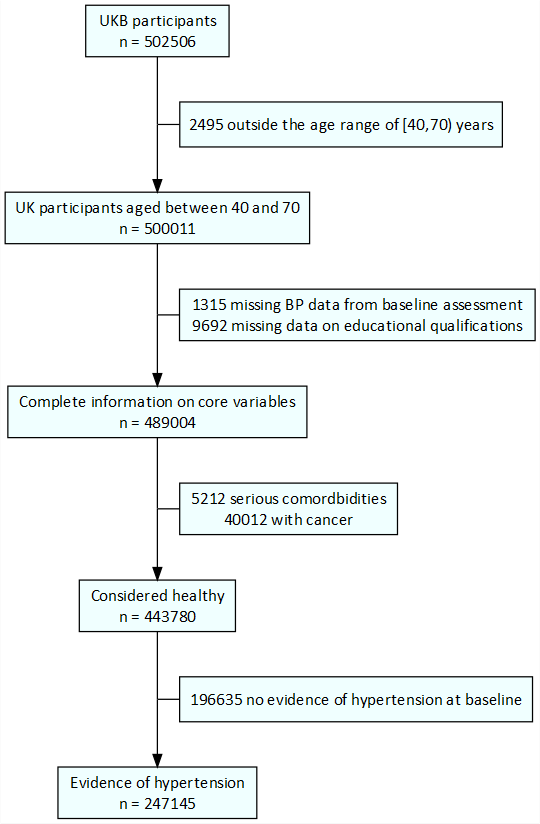 UKB participants
n = 502506
2495 outside the age range of [40,70) years
UK participants aged between 40 and 70
n = 500011
1315 missing BP data from baseline assessment
9692 missing data on educational qualifications
Complete information on core variables
n = 489004
5212 serious comordbidities
40012 with cancer
Considered healthy
n = 443780
196635 no evidence of hypertension at baseline
Evidence of hypertension
n = 247145